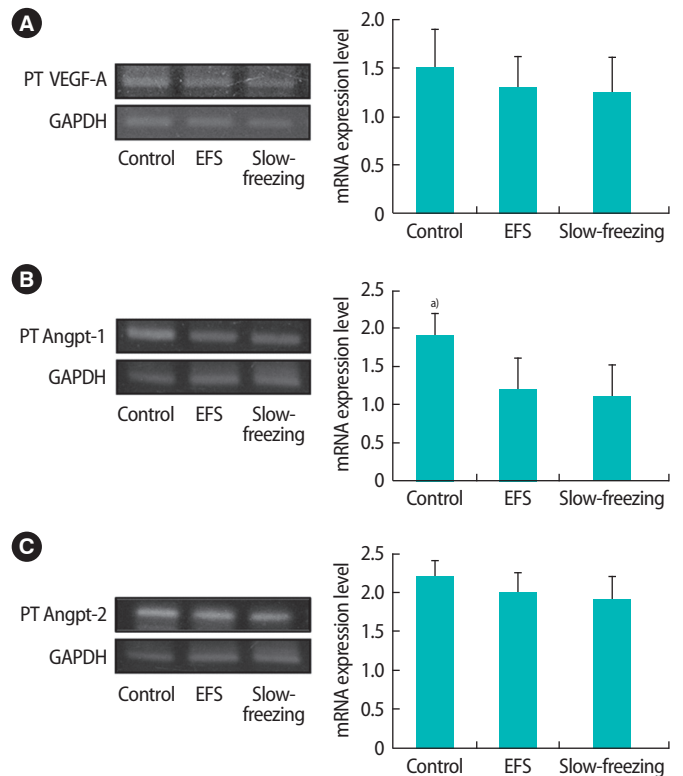 A
PT VEGF-A
GAPDH
Control EFS Slow-
freezing
mRNA expression level
2.0
1.5
1.0
0.5
0
Control EFS Slow-freezing
B
PT Angpt-1
GAPDH
Control EFS Slow-
freezing
mRNA expression level
2.5
2.0
1.5
1.0
0.5
0
a)
Control EFS Slow-freezing
C
PT Angpt-2
GAPDH
Control EFS Slow-
freezing
mRNA expression level
2.5
2.0
1.5
1.0
0.5
0
Control EFS Slow-freezing